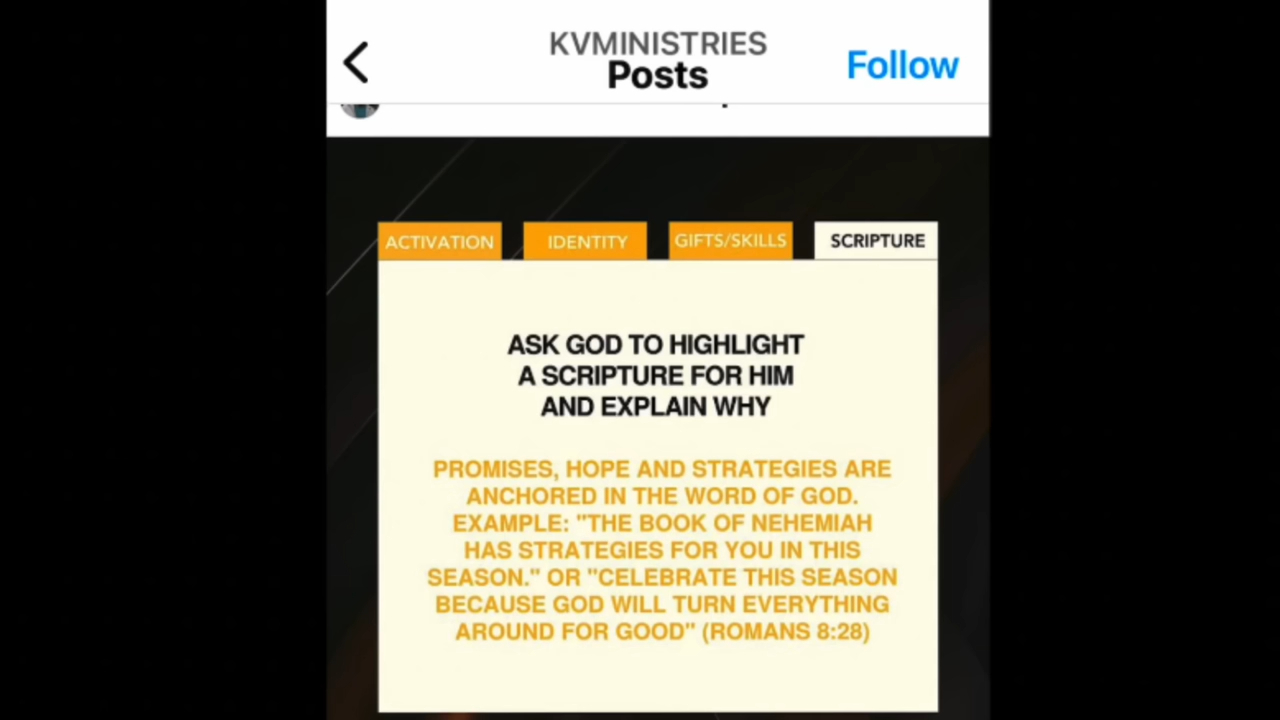 KVMINISTRIES
Posts
Follow
ACTIVATION
IDENTITY
GIFTS/SKILLS
SCRIPTURE
ASK GOD TO HIGHLIGHT
A SCRIPTURE FOR HIM
AND EXPLAIN WHY
PROMISES, HOPE AND STRATEGIES ARE
ANCHORED IN THE WORD OF GOD.
EXAMPLE: "THE BOOK OF NEHEMIAH
HAS STRATEGIES FOR YOU IN THIS
SEASON." OR "CELEBRATE THIS SEASON
BECAUSE GOD WILL TURN EVERYTHING
AROUND FOR GOOD" (ROMANS 8:28)